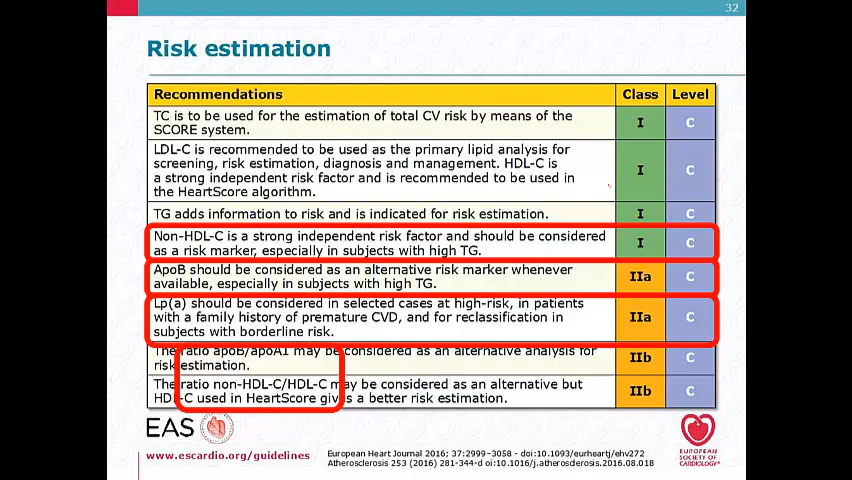 32
Risk estimation
Recommendations Class Level
TC is to be used for the estimation of total CV risk by means of the
SCORE system.
I C
LDL-C is recommended to be used as the primary lipid analysis for
screening, risk estimation, diagnosis and management. HDL-C is
a strong independent risk factor and is recommended to be used in
the HeartScore algorithm.
I C
TG adds information to risk and is indicated for risk estimation. I C
Non-HDL-C is a strong independent risk factor and should be considered
as a risk marker, especially in subjects with high TG.
I C
ApoB should be considered as an alternative risk marker whenever
available, especially in subjects with high TG.
IIa C
Lp(a) should be considered in selected cases at high-risk, in patients
with a family history of premature CVD, and for reclassification in
subjects with borderline risk.
IIa C
The ratio apoB/apoA1 may be considered as an alternative analysis for
risk estimation.
IIb C
The ratio non-HDL-C/HDL-C may be considered as an alternative but
HDL-C used in HeartScore gives a better risk estimation.
IIb C
EAS
www.escardio.org/guidelines
European Heart Journal 2016; 37:2999–3058 - doi:10.1093/eurheartj/ehv272
Atherosclerosis 253 (2016) 281-344-d oi:10.1016/j.atherosclerosis.2016.08.018
EUROPEAN
SOCIETY OF
CARDIOLOGY®